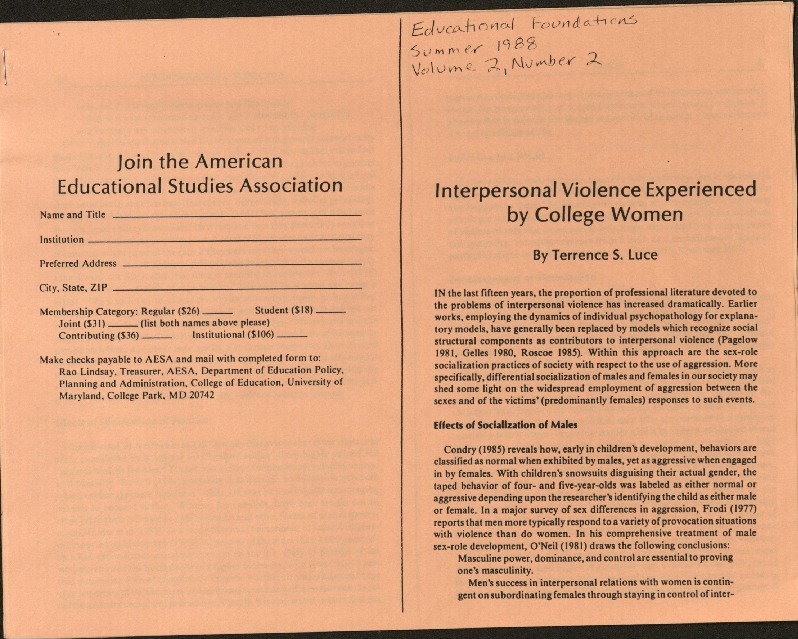 Join the American
Educational Studies Association
Name and Title
Institution
Preferred Address
City, State, ZIP
Membership Category: Regular ($26) Student ($18)
Joint ($31) (list both names above please)
Contributing ($36) Institutional ($106)
Make checks payable to AESA and mail with completed form to:
Rao Lindsay, Treasurer, AESA, Department of Education Policy,
Planning and Administration, College of Education, University of
Maryland, College Park, MD 20742
Educational Foundations
Summer 1988
Volume 2, Number 2
Interpersonal Violence Experienced
by College Women
By Terrence S. Luce
IN the last fifteen years, the proportion of professional literature devoted to
the problems of interpersonal violence has increased dramatically. Earlier
works, employing the dynamics of individual psychopathology for explana-
tory models, have generally been replaced by models which recognize social
structural components as contributors to interpersonal violence (Pagelow
1981, Gelles 1980, Roscoe 1985). Within this approach are the sex-role
socialization practices of society with respect to the use of aggression. More
specifically, differential socialization of males and females in our society may
shed some light on the widespread employment of aggression between the
sexes and of the victims' (predominantly females) responses to such events.
Effects of Socialization of Males
Condry (1985) reveals how, early in children's development, behaviors are
classified as normal when exhibited by males, yet as aggressive when engaged
in by females. With children's snowsuits disguising their actual gender, the
taped behavior of four- and five-year-olds was labeled as either normal or
aggressive depending upon the researcher's identifying the child as either male
or female. In a major survey of sex differences in aggression, Frodi (1977)
reports that men more typically respond to a variety of provocation situations
with violence than do women. In his comprehensive treatment of male
sex-role development, O'Neil (1981) draws the following conclusions:
Masculine power, dominance, and control are essential to proving
one's masculinity.
Men's success in interpersonal relations with women is contin-
gent on subordinating females through staying in control of inter-